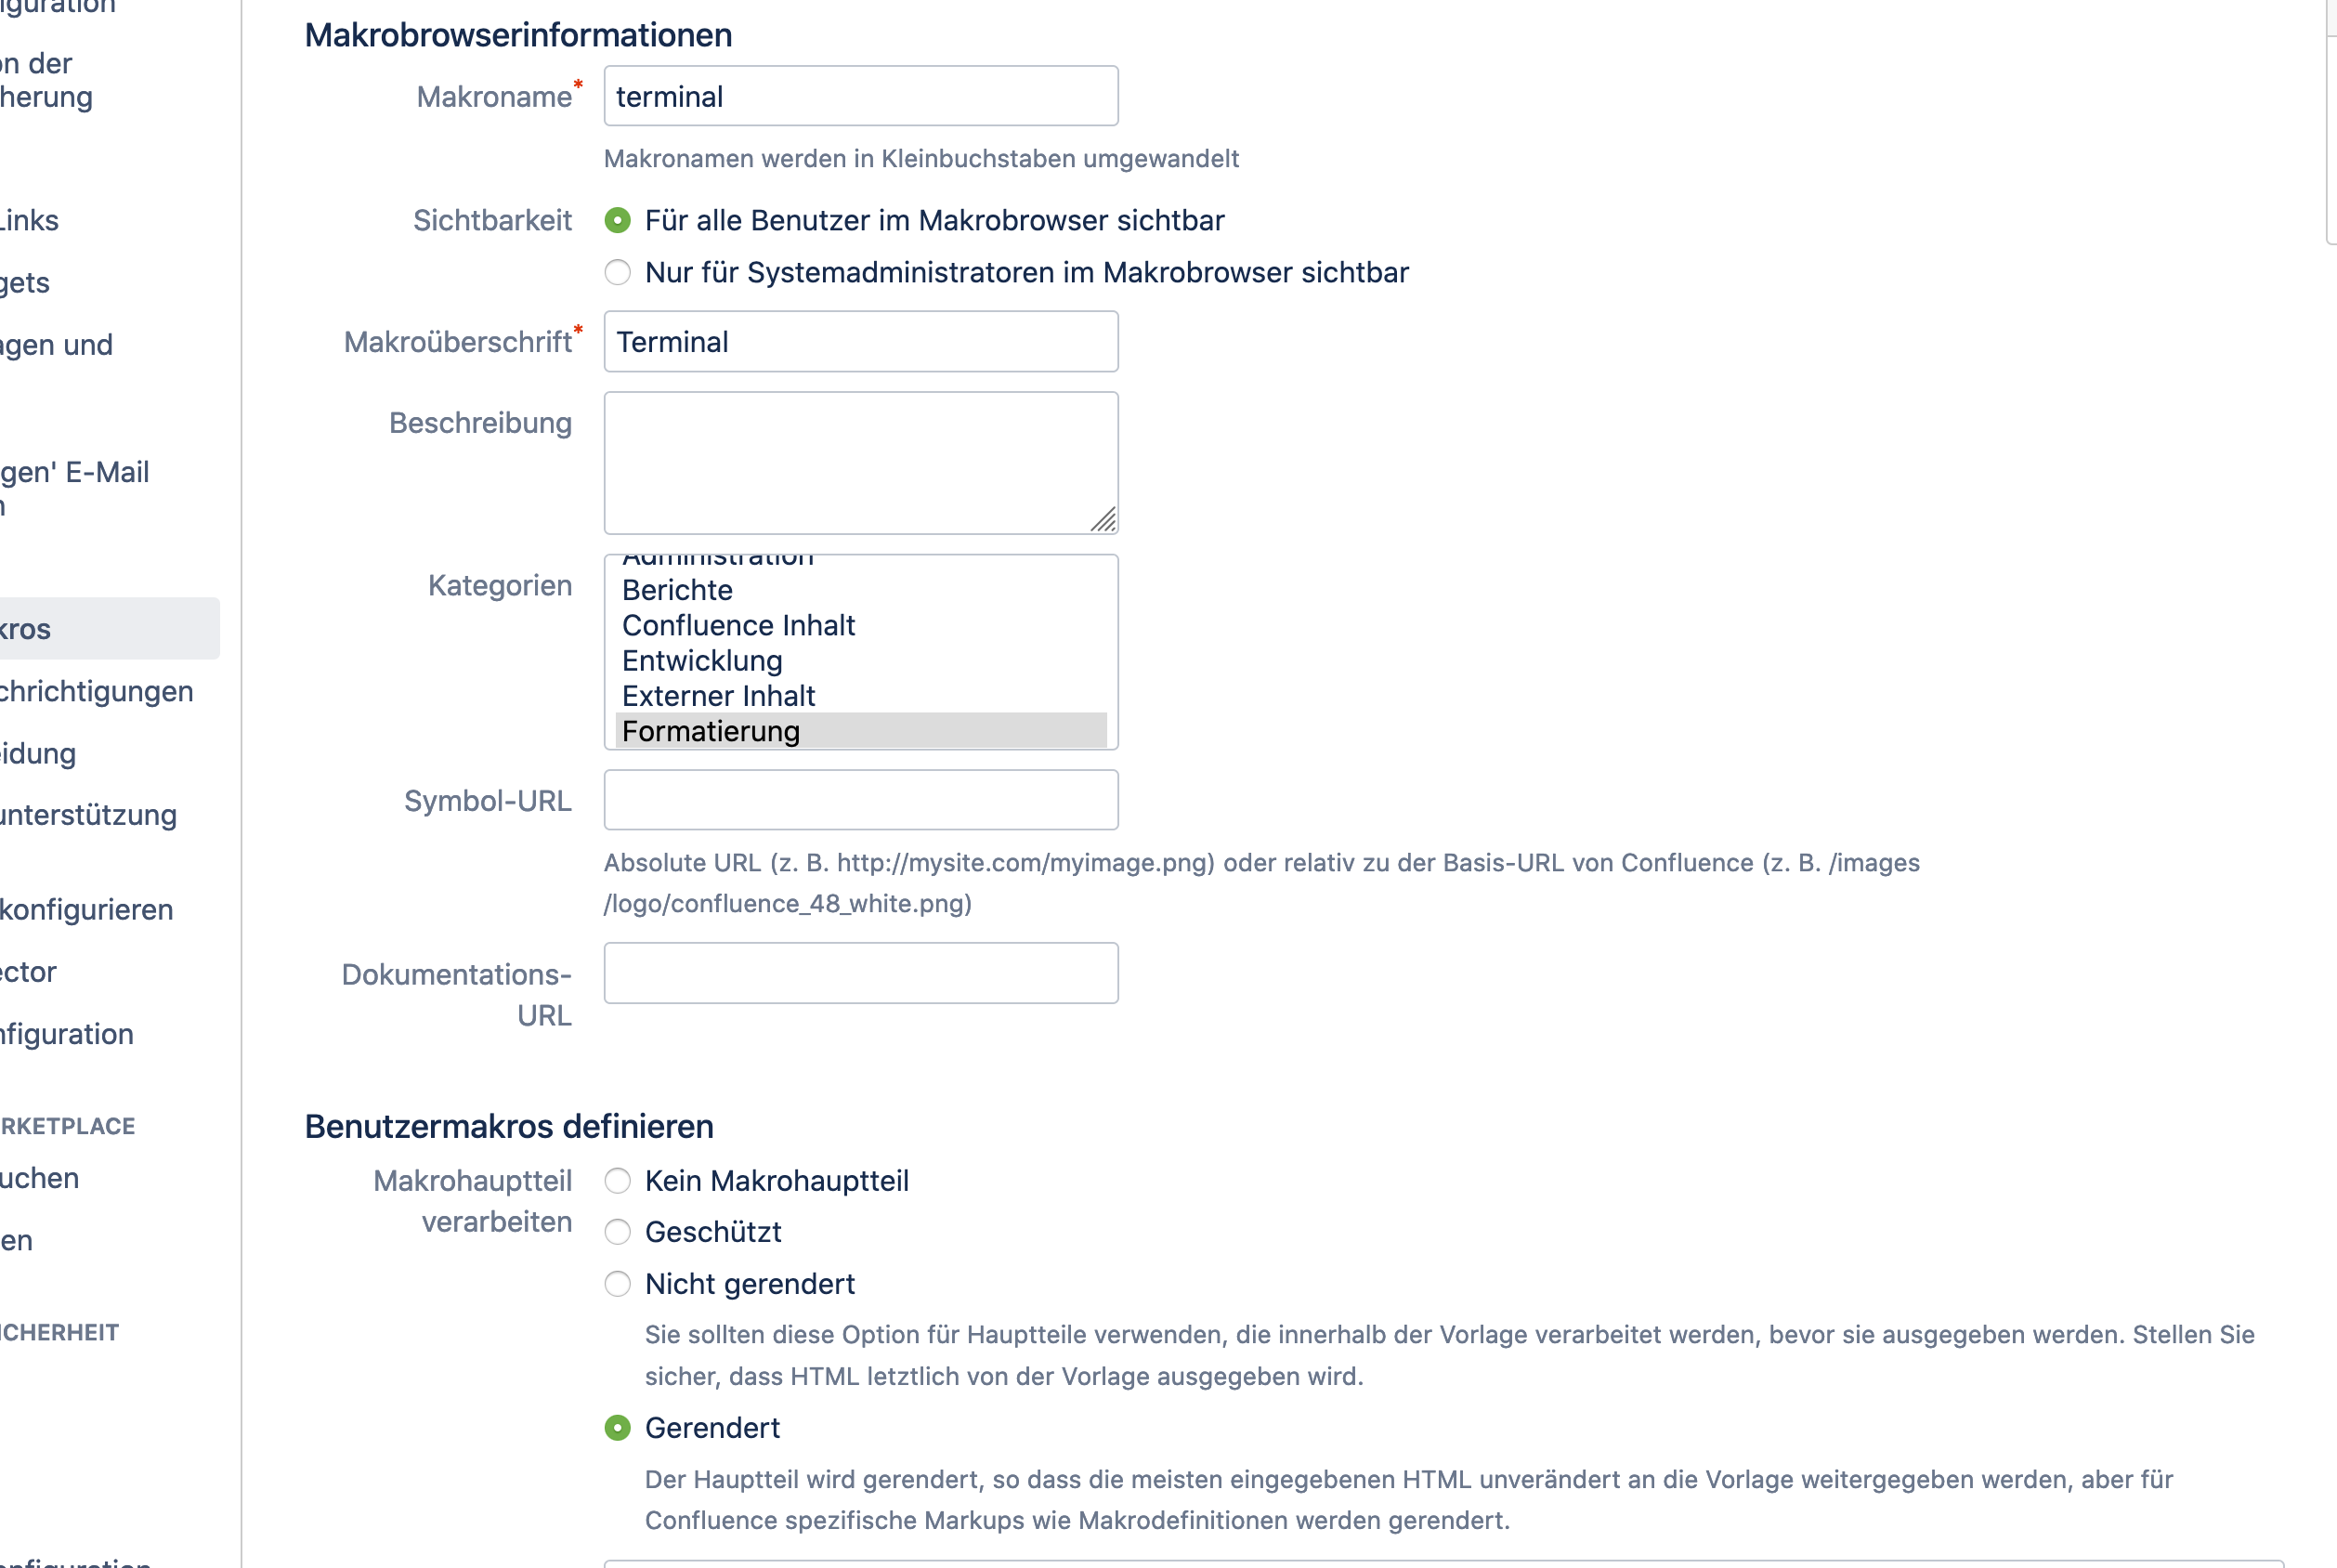 Makrobrowserinformationen
Makroname*
terminal
Makronamen werden in Kleinbuchstaben umgewandelt
Sichtbarkeit
Für alle Benutzer im Makrobrowser sichtbar
Nur für Systemadministratoren im Makrobrowser sichtbar
Makroüberschrift*
Terminal
Beschreibung
Kategorien
Administration
Berichte
Confluence Inhalt
Entwicklung
Externer Inhalt
Formatierung
Symbol-URL
Absolute URL (z. B. http://mysite.com/myimage.png) oder relativ zu der Basis-URL von Confluence (z. B. /images
/logo/confluence_48_white.png)
Dokumentations-
URL
Benutzermakros definieren
Makrohauptteil
verarbeiten
Kein Makrohauptteil
Geschützt
Nicht gerendert
Sie sollten diese Option für Hauptteile verwenden, die innerhalb der Vorlage verarbeitet werden, bevor sie ausgegeben werden. Stellen Sie
sicher, dass HTML letztlich von der Vorlage ausgegeben wird.
Gerendert
Der Hauptteil wird gerendert, so dass die meisten eingegebenen HTML unverändert an die Vorlage weitergegeben werden, aber für
Confluence spezifische Markups wie Makrodefinitionen werden gerendert.
iguration
on der
herung
Links
gets
agen und
gen' E-Mail
n
kros
chrichtigungen
eidung
unterstützung
konfigurieren
ector
nfiguration
RKETPLACE
uchen
en
ICHERHEIT